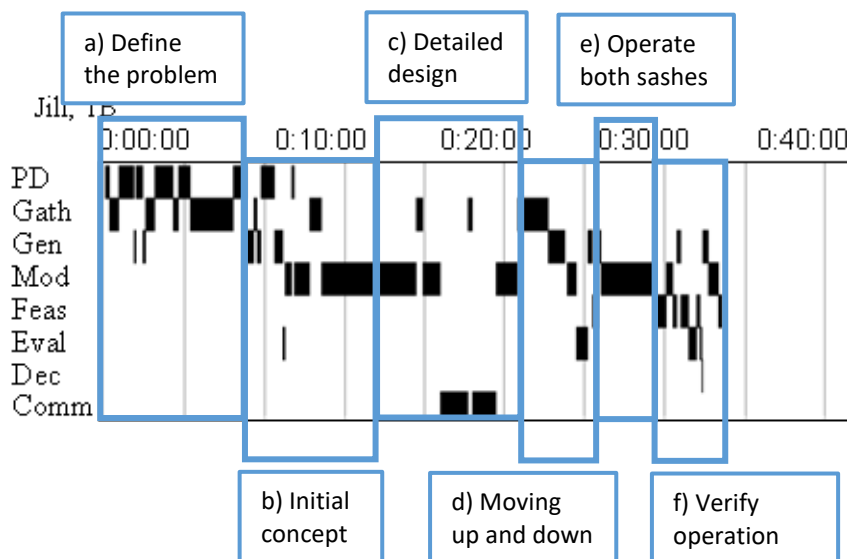 a) Define
the problem
c) Detailed
design
e) Operate
both sashes
Jill, TB
0:00:00 0:10:00 0:20:00 0:30:00 0:40:00
PD
Gath
Gen
Mod
Feas
Eval
Dec
Comm
b) Initial
concept
d) Moving
up and down
f) Verify
operation